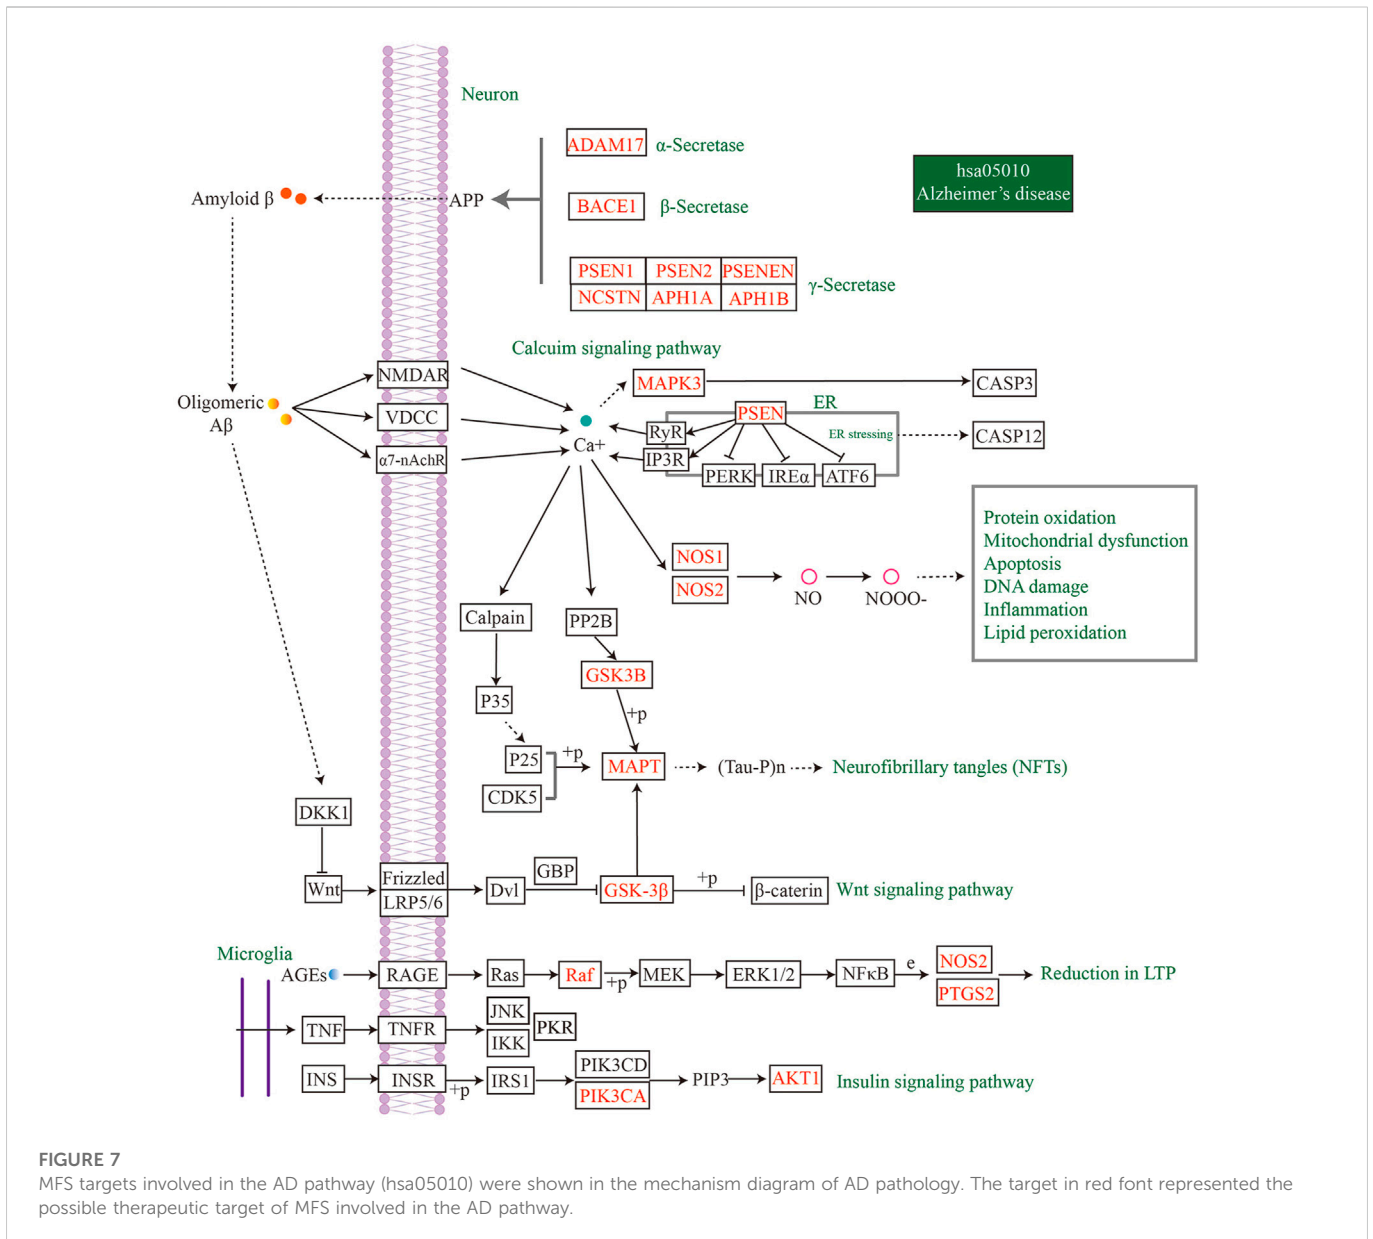 Neuron
ADAM17
α-Secretase
hsa05010
Alzheimer's disease
Amyloid β
APP
BACE1
β-Secretase
PSEN1 PSEN2 PSENEN
NCSTN APH1A APH1B
γ-Secretase
Calcuim signaling pathway
NMDAR
MAPK3
CASP3
Oligomeric
Aβ
VDCC
Ca+
PSEN
ER
RyR
ER stressing
CASP12
α7-nAchR
IP3R
PERK
IREα
ATF6
Protein oxidation
Mitochondrial dysfunction
Apoptosis
DNA damage
Inflammation
Lipid peroxidation
NOS1
NOS2
NO
NOOO-
Calpain
PP2B
GSK3B
P35
+p
P25
+p
MAPT
(Tau-P)n
Neurofibrillary tangles (NFTs)
CDK5
DKK1
Wnt
Frizzled
LRP5/6
Dvl
GBP
GSK-3β
+p
β-caterin
Wnt signaling pathway
Microglia
AGEs
RAGE
Ras
Raf
+p
MEK
ERK1/2
NFκB
e
NOS2
PTGS2
Reduction in LTP
TNF
TNFR
JNK
IKK
PKR
INS
INSR
+p
IRS1
PIK3CD
PIK3CA
PIP3
AKT1
Insulin signaling pathway
FIGURE 7
MFS targets involved in the AD pathway (hsa05010) were shown in the mechanism diagram of AD pathology. The target in red font represented the
possible therapeutic target of MFS involved in the AD pathway.